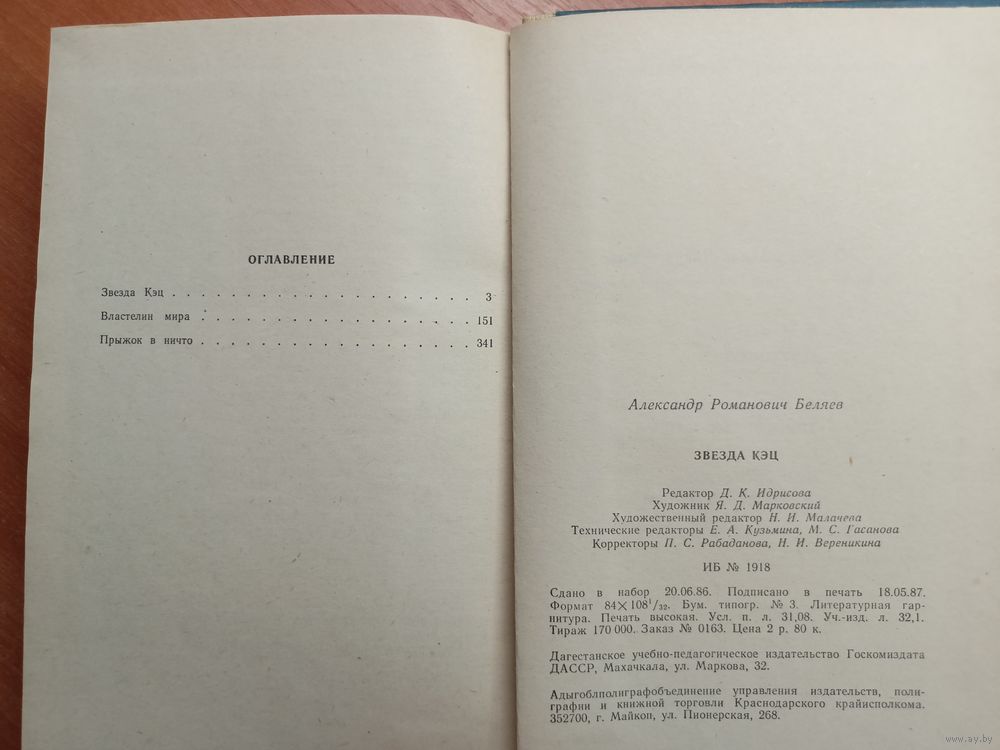 ОГЛАВЛЕНИЕ
Звезда Кэц . . . . . . . . . . . . . . . . . . . . 3
Властелин мира . . . . . . . . . . . . . . . . . . 151
Прыжок в ничто . . . . . . . . . . . . . . . . . . 341
Александр Романович Беляев
ЗВЕЗДА КЭЦ
Редактор Д. К. Идрисова
Художник Я. Д. Марковский
Художественный редактор Н. И. Малачева
Технические редакторы Е. А. Кузьмина, М. С. Гасанова
Корректоры П. С. Рабаданова, Н. И. Вереникина
ИБ № 1918
Сдано в набор 20.06.86. Подписано в печать 18.05.87.
Формат 84×108¹/₃₂. Бум. типогр. № 3. Литературная гар-
нитура. Печать высокая. Усл. п. л. 31,08. Уч.-изд. л. 32,1.
Тираж 170 000. Заказ № 0163. Цена 2 р. 80 к.
Дагестанское учебно-педагогическое издательство Госкомиздата
ДАССР, Махачкала, ул. Маркова, 32.
Адыгоблполиграфобъединение управления издательств, поли-
графии и книжной торговли Краснодарского крайисполкома.
352700, г. Майкоп, ул. Пионерская, 268.
www.ay.by